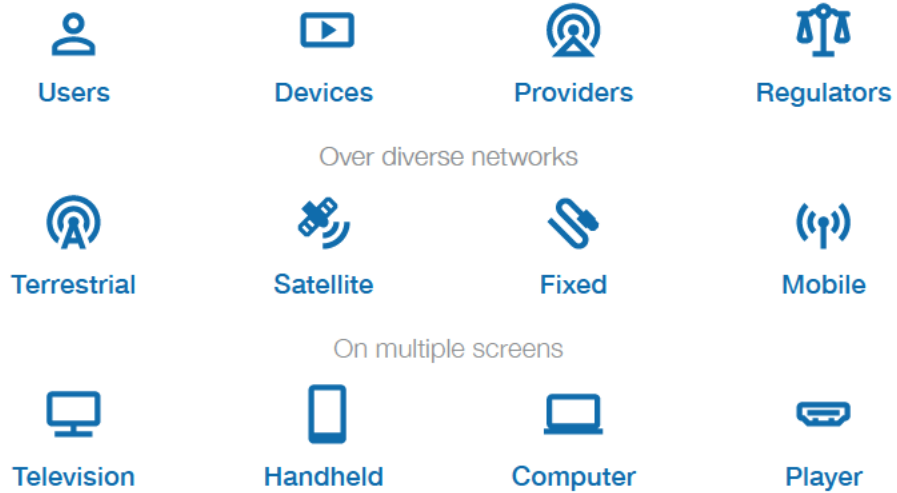 Users Devices Providers Regulators
Over diverse networks
Terrestrial Satellite Fixed Mobile
On multiple screens
Television Handheld Computer Player